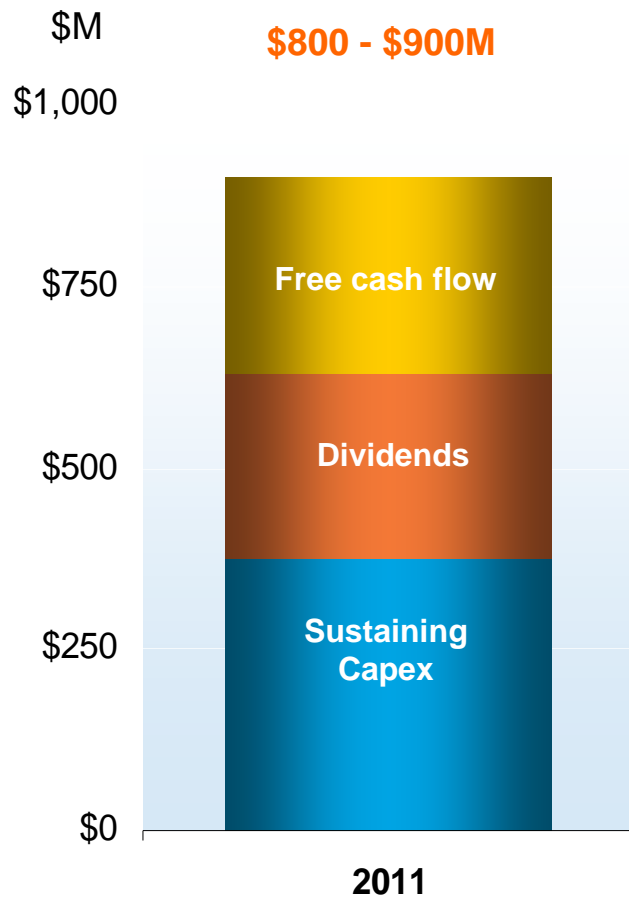 $M
$800 - $900M
$1,000
$750
Free cash flow
$500
Dividends
$250
Sustaining
Capex
$0
2011